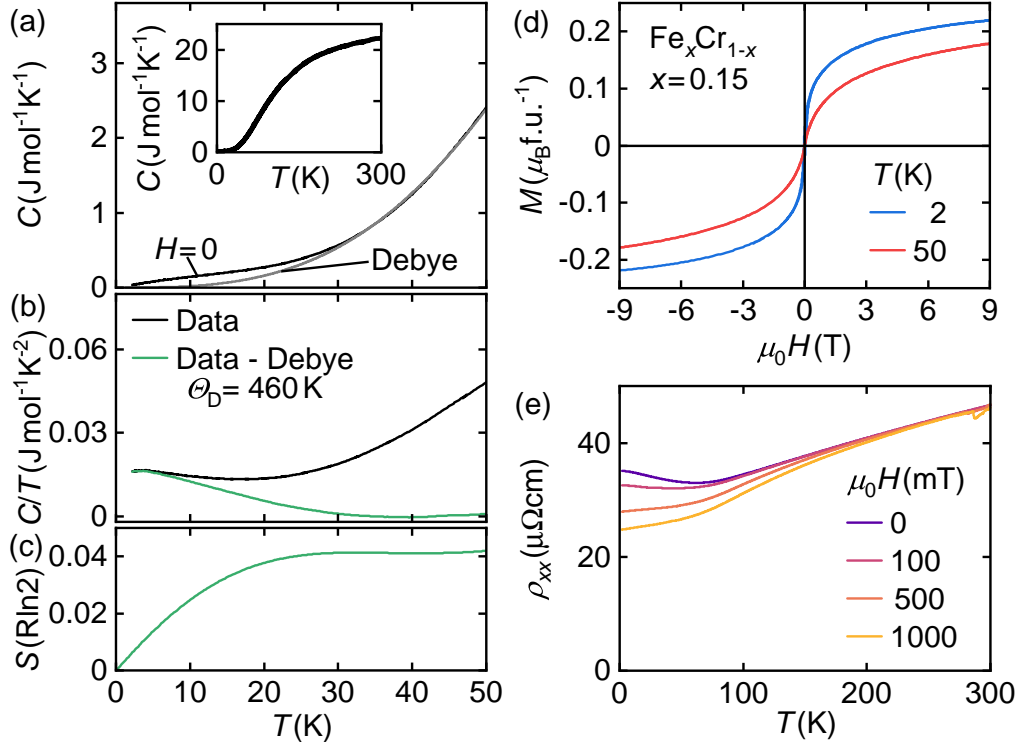 (a)
C(J mol⁻¹K⁻¹)
3
2
1
0
C(J mol⁻¹K⁻¹)
20
10
0
0
300
T(K)
H=0
Debye
(b)
C/T(J mol⁻¹K⁻²)
0.06
0.03
0
Data
Data - Debye
Θ_D= 460 K
(c)
S(Rln2)
0.04
0
0 10 20 30 40 50
T(K)
(d)
M(μ_B f.u.⁻¹)
0.2
0.1
0
-0.1
-0.2
Fe_xCr_{1-x}
x=0.15
T(K)
2
50
-9 -6 -3 0 3 6 9
μ₀H(T)
(e)
ρ_xx(μΩcm)
40
20
0
μ₀H(mT)
0
100
500
1000
0 100 200 300
T(K)